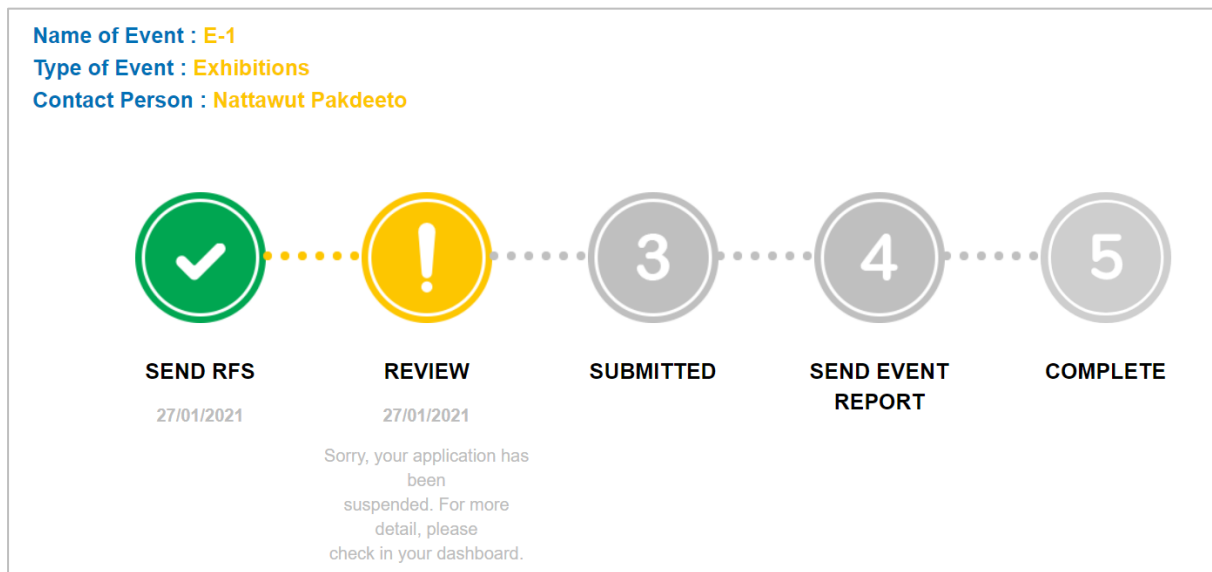 Name of Event : E-1
Type of Event : Exhibitions
Contact Person : Nattawut Pakdeeto
3
4
5
SEND RFS
REVIEW
SUBMITTED
SEND EVENT
REPORT
COMPLETE
27/01/2021
27/01/2021
Sorry, your application has
been
suspended. For more
detail, please
check in your dashboard.